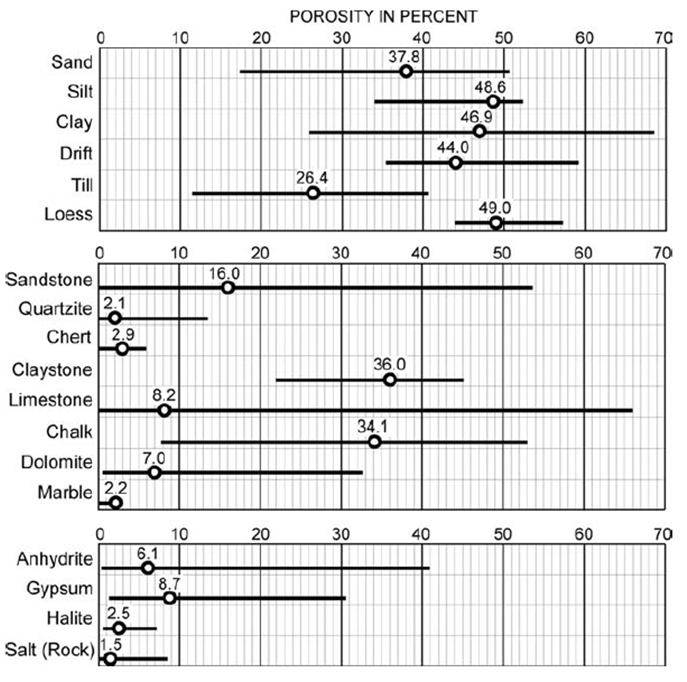 POROSITY IN PERCENT
0 10 20 30 40 50 60 70
Sand 37.8
Silt 48.6
Clay 46.9
Drift 44.0
Till 26.4
Loess 49.0
0 10 20 30 40 50 60 70
Sandstone 16.0
Quartzite 2.1
Chert 2.9
Claystone 36.0
Limestone 8.2
Chalk 34.1
Dolomite 7.0
Marble 2.2
0 10 20 30 40 50 60 70
Anhydrite 6.1
Gypsum 8.7
Halite 2.5
Salt (Rock) 1.5